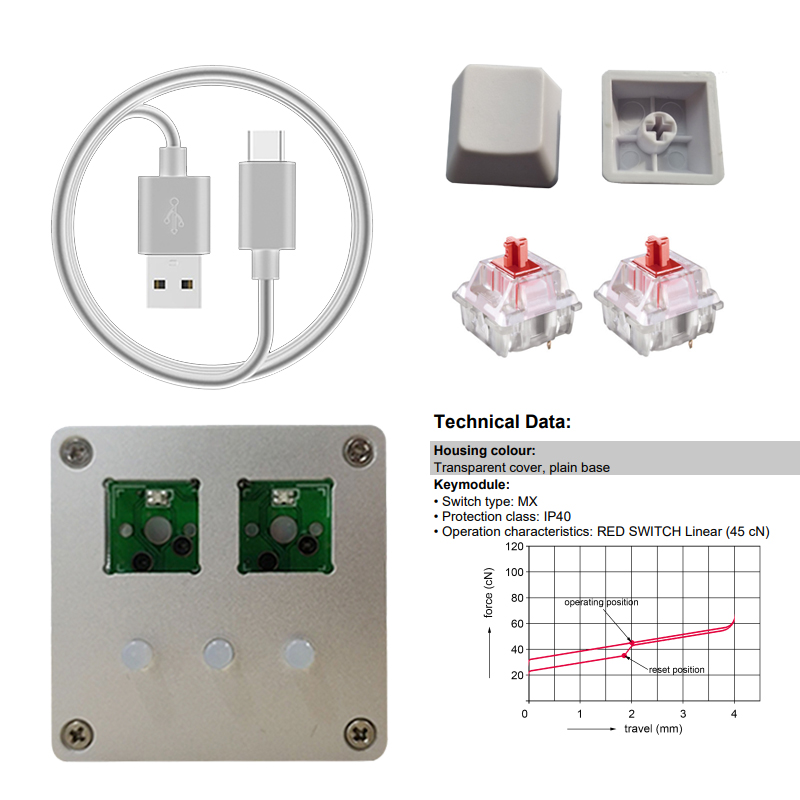 Technical Data:
Housing colour:
Transparent cover, plain base
Keymodule:
• Switch type: MX
• Protection class: IP40
• Operation characteristics: RED SWITCH Linear (45 cN)
120
100
80
60
40
20
force (cN)
operating position
reset position
0 1 2 3 4
travel (mm)